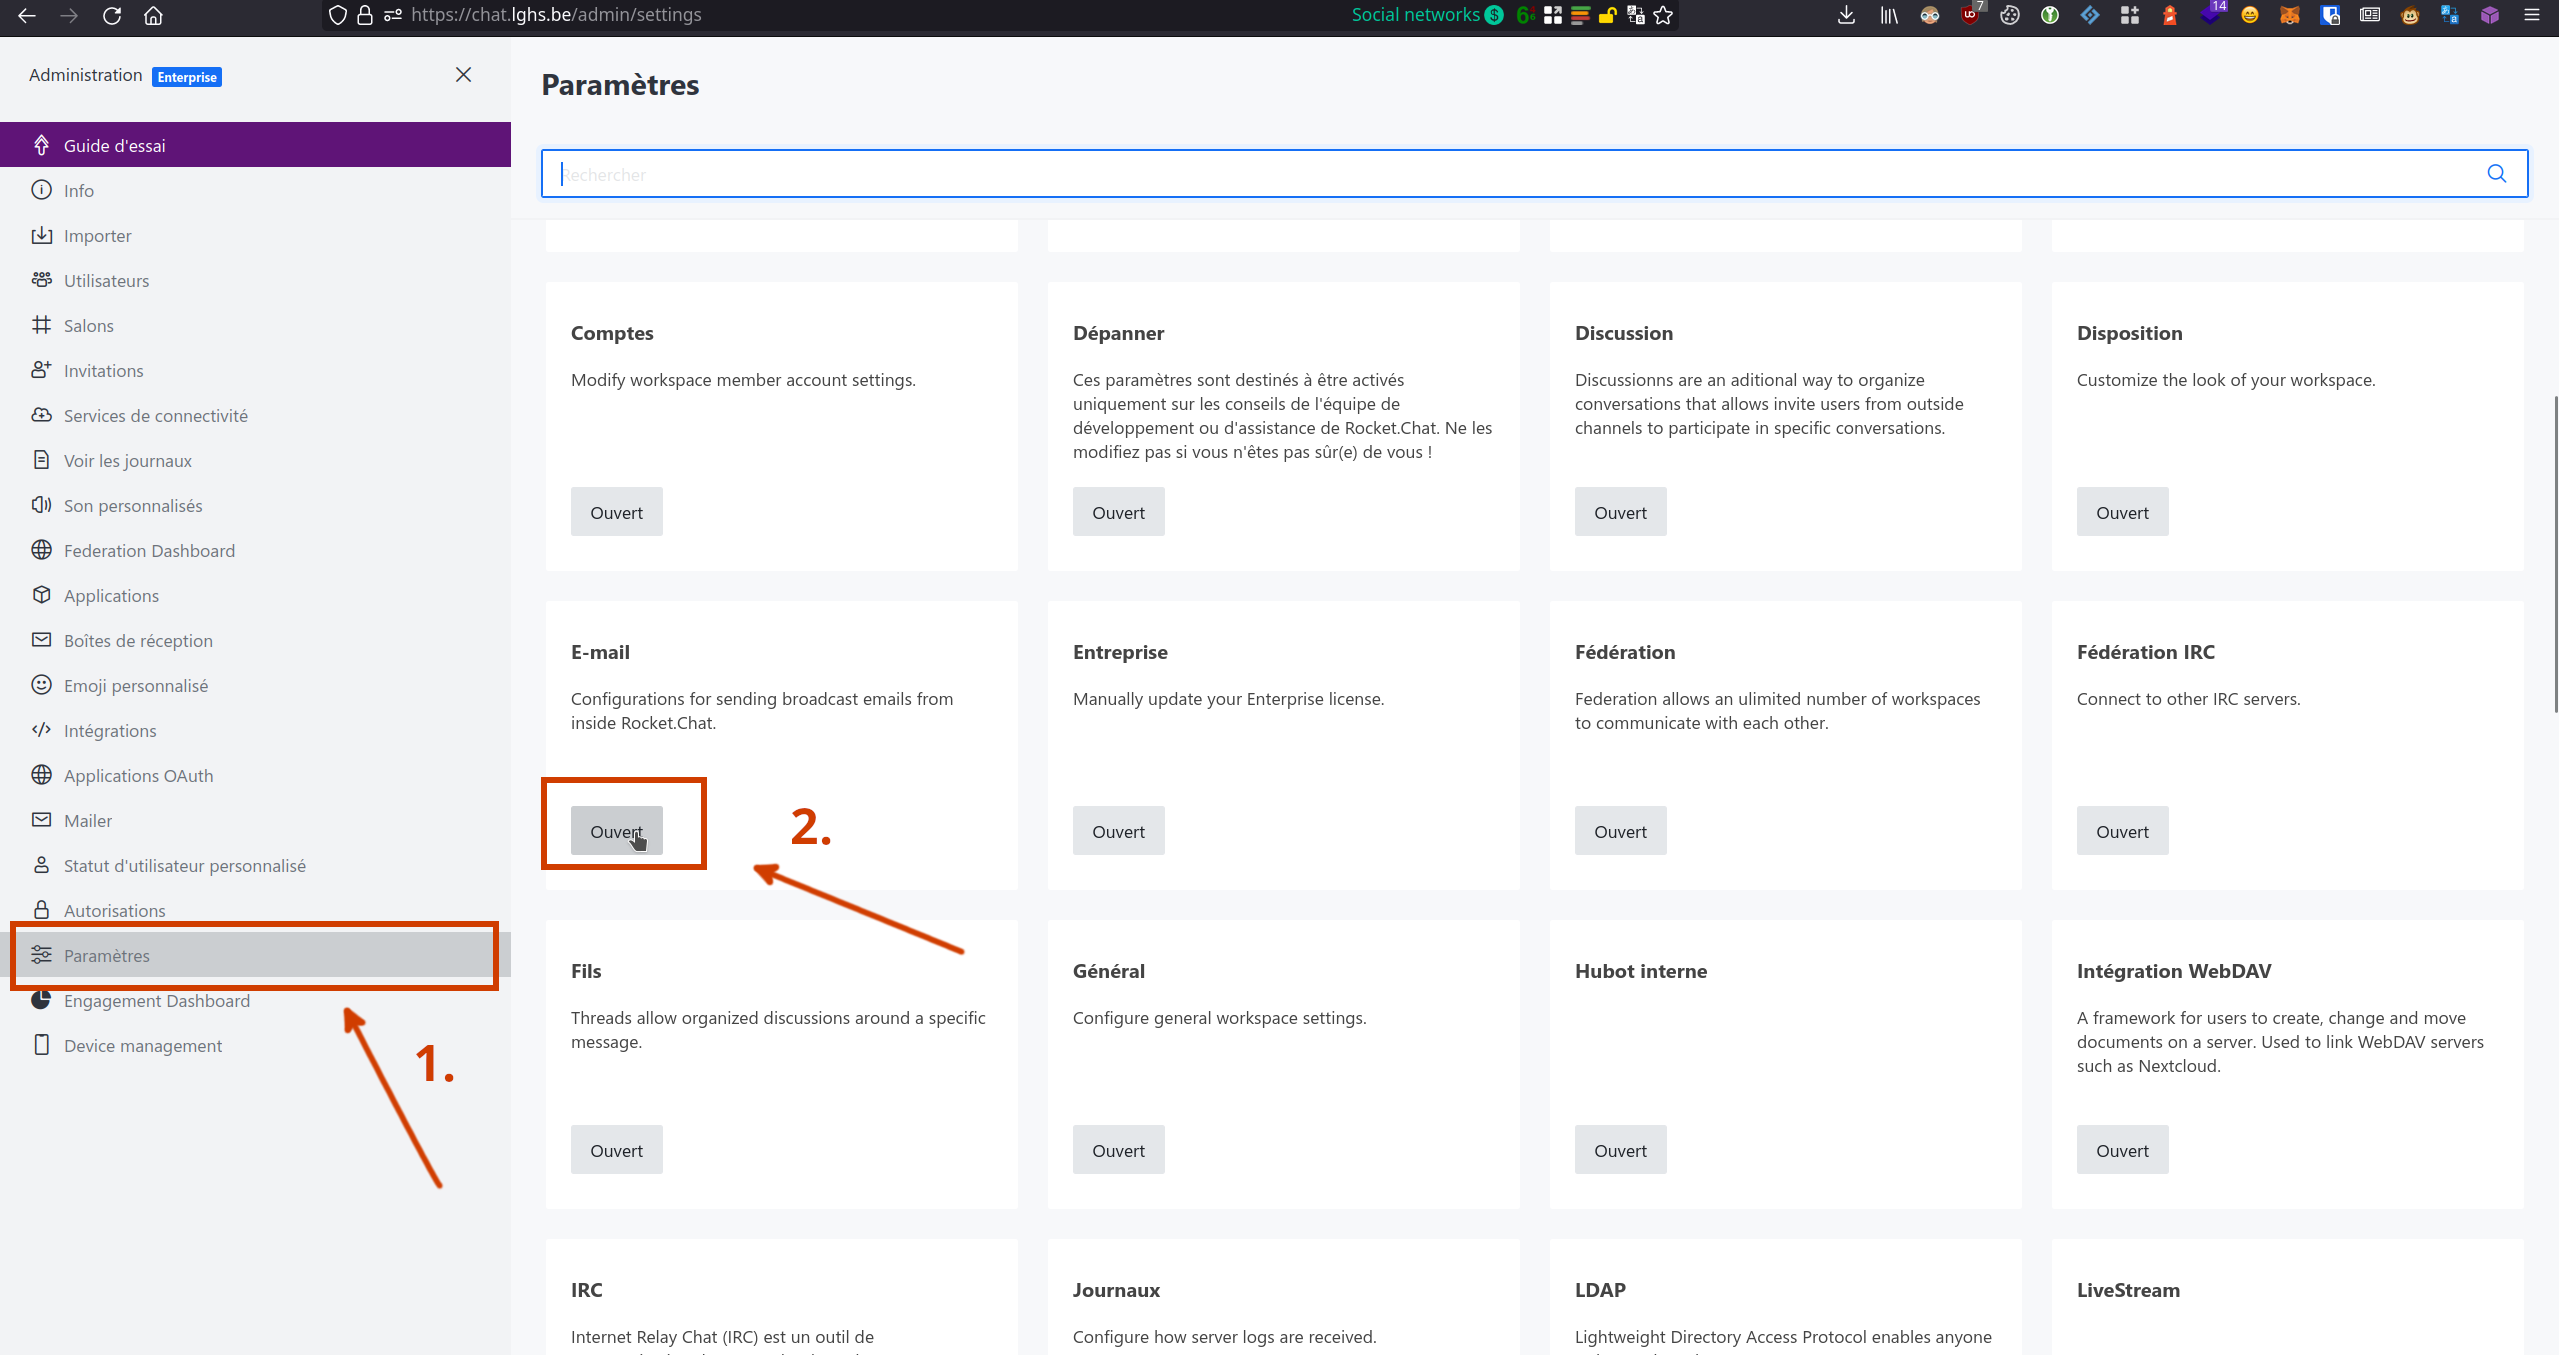 https://chat.lghs.be/admin/settings
Social networks
7
14
Administration Enterprise
Guide d'essai
Info
Importer
Utilisateurs
Salons
Invitations
Services de connectivité
Voir les journaux
Son personnalisés
Federation Dashboard
Applications
Boîtes de réception
Emoji personnalisé
Intégrations
Applications OAuth
Mailer
Statut d'utilisateur personnalisé
Autorisations
Paramètres
Engagement Dashboard
Device management
1.
Paramètres
Rechercher
Comptes
Modify workspace member account settings.
Ouvert
Dépanner
Ces paramètres sont destinés à être activés
uniquement sur les conseils de l'équipe de
développement ou d'assistance de Rocket.Chat. Ne les
modifiez pas si vous n'êtes pas sûr(e) de vous !
Ouvert
Discussion
Discussionns are an aditional way to organize
conversations that allows invite users from outside
channels to participate in specific conversations.
Ouvert
Disposition
Customize the look of your workspace.
Ouvert
E-mail
Configurations for sending broadcast emails from
inside Rocket.Chat.
Ouvert
2.
Entreprise
Manually update your Enterprise license.
Ouvert
Fédération
Federation allows an ulimited number of workspaces
to communicate with each other.
Ouvert
Fédération IRC
Connect to other IRC servers.
Ouvert
Fils
Threads allow organized discussions around a specific
message.
Ouvert
Général
Configure general workspace settings.
Ouvert
Hubot interne
Ouvert
Intégration WebDAV
A framework for users to create, change and move
documents on a server. Used to link WebDAV servers
such as Nextcloud.
Ouvert
IRC
Internet Relay Chat (IRC) est un outil de
Journaux
Configure how server logs are received.
LDAP
Lightweight Directory Access Protocol enables anyone
LiveStream